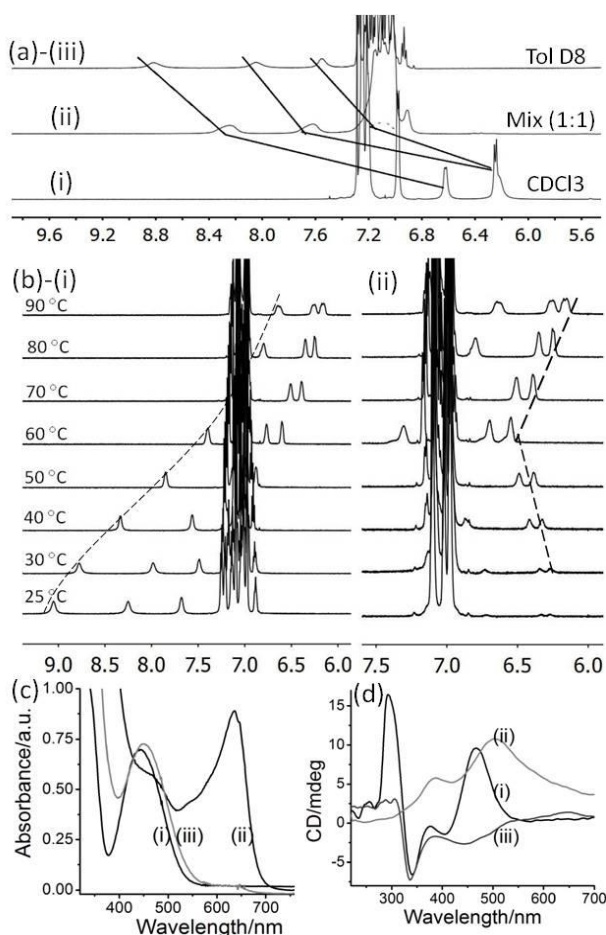 (a)-(iii)
Tol D8
(ii)
Mix (1:1)
(i)
CDCl3
9.6 9.2 8.8 8.4 8.0 7.6 7.2 6.8 6.4 6.0 5.6
(b)-(i)
(ii)
90 °C
80 °C
70 °C
60 °C
50 °C
40 °C
30 °C
25 °C
9.0 8.5 8.0 7.5 7.0 6.5 6.0
7.5 7.0 6.5 6.0
(c)
1.00
0.75
0.50
0.25
0.00
Absorbance/a.u.
(i) (iii) (ii)
400 500 600 700
Wavelength/nm
(d)
15
10
5
0
-5
CD/mdeg
(ii)
(i)
(iii)
300 400 500 600 700
Wavelength/nm